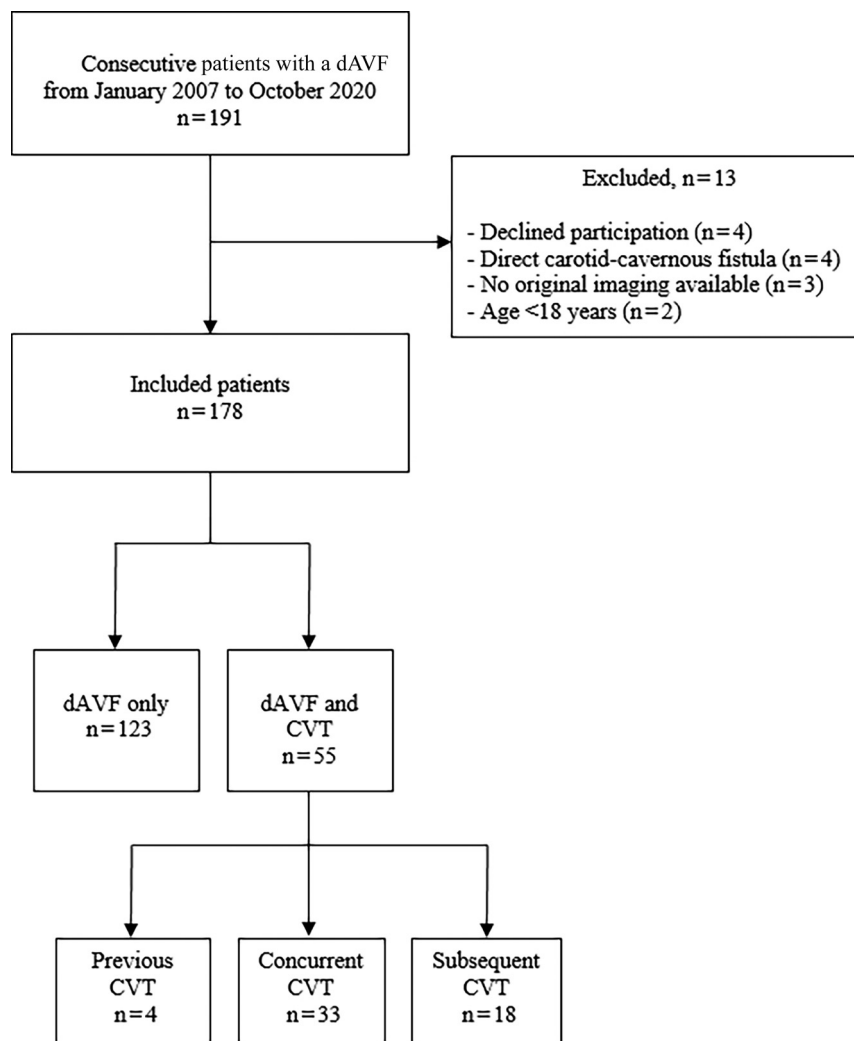 Consecutive patients with a dAVF
from January 2007 to October 2020
n=191
Excluded, n=13
- Declined participation (n=4)
- Direct carotid-cavernous fistula (n=4)
- No original imaging available (n=3)
- Age <18 years (n=2)
Included patients
n=178
dAVF only
n=123
dAVF and
CVT
n=55
Previous
CVT
n=4
Concurrent
CVT
n=33
Subsequent
CVT
n=18